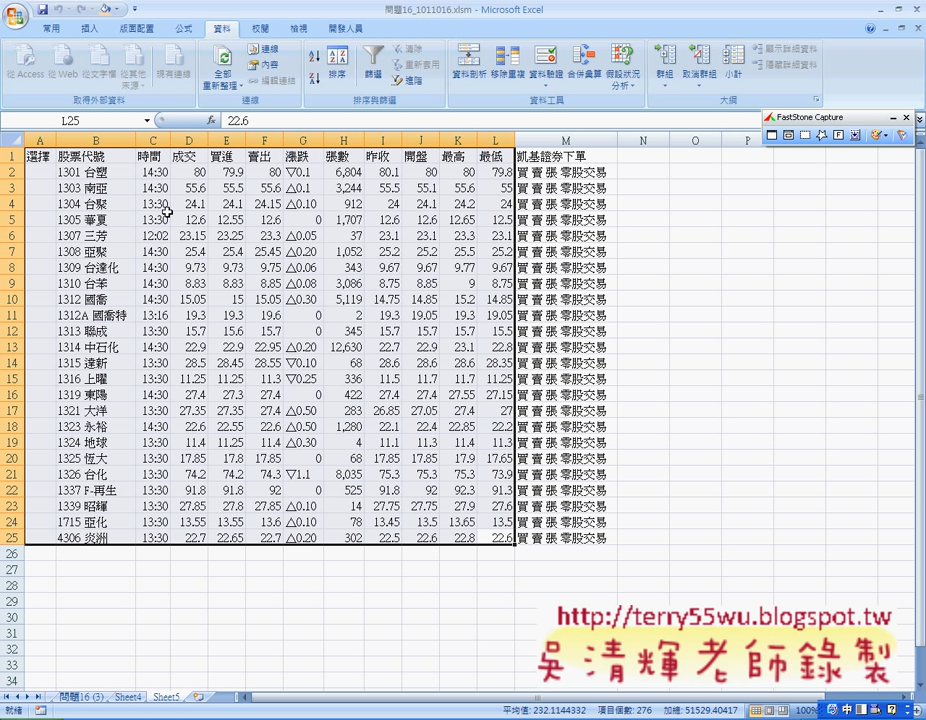 問題16_1011016.xlsm - Microsoft Excel
常用 插入 版面配置 公式 資料 校閱 檢視 開發人員
從 Access 從 Web 從文字檔 從其他來源 現有連線 全部重新整理 連線 內容 編輯連結 排序 篩選 清除 重新套用 進階 資料剖析 移除重複 資料驗證 合併彙算 假設狀況分析 群組 取消群組 小計 顯示詳細資料 隱藏詳細資料
取得外部資料 連線 排序與篩選 資料工具 大綱
L25 fx 22.6
FastStone Capture
A B C D E F G H I J K L M N O P
1 選擇 股票代號 時間 成交 買進 賣出 漲跌 張數 昨收 開盤 最高 最低 凱基證券下單
2 1301 台塑 14:30 80 79.9 80 ▽0.1 6,804 80.1 80 80 79.8 買 賣 張 零股交易
3 1303 南亞 14:30 55.6 55.5 55.6 △0.1 3,244 55.5 55.1 55.6 55 買 賣 張 零股交易
4 1304 台聚 13:30 24.1 24.1 24.15 △0.10 912 24 24.1 24.2 24 買 賣 張 零股交易
5 1305 華夏 13:30 12.6 12.55 12.6 0 1,707 12.6 12.6 12.65 12.5 買 賣 張 零股交易
6 1307 三芳 12:02 23.15 23.25 23.3 △0.05 37 23.1 23.1 23.3 23.1 買 賣 張 零股交易
7 1308 亞聚 14:30 25.4 25.4 25.45 △0.20 1,052 25.2 25.2 25.5 25.2 買 賣 張 零股交易
8 1309 台達化 14:30 9.73 9.73 9.75 △0.06 343 9.67 9.67 9.77 9.67 買 賣 張 零股交易
9 1310 台苯 14:30 8.83 8.83 8.85 △0.08 3,086 8.75 8.85 9 8.75 買 賣 張 零股交易
10 1312 國喬 14:30 15.05 15 15.05 △0.30 5,119 14.75 14.85 15.2 14.85 買 賣 張 零股交易
11 1312A 國喬特 13:16 19.3 19.3 19.6 0 2 19.3 19.05 19.3 19.05 買 賣 張 零股交易
12 1313 聯成 13:30 15.7 15.6 15.7 0 345 15.7 15.7 15.7 15.5 買 賣 張 零股交易
13 1314 中石化 14:30 22.9 22.9 22.95 △0.20 12,630 22.7 22.9 23.1 22.8 買 賣 張 零股交易
14 1315 達新 13:30 28.5 28.45 28.55 ▽0.10 68 28.6 28.6 28.6 28.35 買 賣 張 零股交易
15 1316 上曜 13:30 11.25 11.25 11.3 ▽0.25 336 11.5 11.7 11.7 11.25 買 賣 張 零股交易
16 1319 東陽 13:30 27.4 27.3 27.4 0 422 27.4 27.4 27.55 27.15 買 賣 張 零股交易
17 1321 大洋 13:30 27.35 27.35 27.4 △0.50 283 26.85 27.05 27.4 27 買 賣 張 零股交易
18 1323 永裕 14:30 22.6 22.55 22.6 △0.50 1,280 22.1 22.4 22.85 22.2 買 賣 張 零股交易
19 1324 地球 13:30 11.4 11.25 11.4 △0.30 4 11.1 11.3 11.4 11.3 買 賣 張 零股交易
20 1325 恆大 13:30 17.85 17.8 17.85 0 68 17.85 17.85 17.9 17.65 買 賣 張 零股交易
21 1326 台化 14:30 74.2 74.2 74.3 ▽1.1 8,035 75.3 75.3 75.3 73.9 買 賣 張 零股交易
22 1337 F-再生 13:30 91.8 91.8 92 0 525 91.8 92 92.3 91.3 買 賣 張 零股交易
23 1339 昭輝 13:30 27.85 27.8 27.85 △0.10 14 27.75 27.75 27.9 27.6 買 賣 張 零股交易
24 1715 亞化 13:30 13.55 13.55 13.6 △0.10 78 13.45 13.5 13.65 13.5 買 賣 張 零股交易
25 4306 炎洲 13:30 22.7 22.65 22.7 △0.20 302 22.5 22.6 22.8 22.6 買 賣 張 零股交易
26
27
28
29
30
31
32
33
34
http://terry55wu.blogspot.tw
吳清輝老師錄製
問題16 (3) Sheet4 Sheet5
就緒 平均值: 232.1144332 項目個數: 276 加總: 51529.40417 100% 中